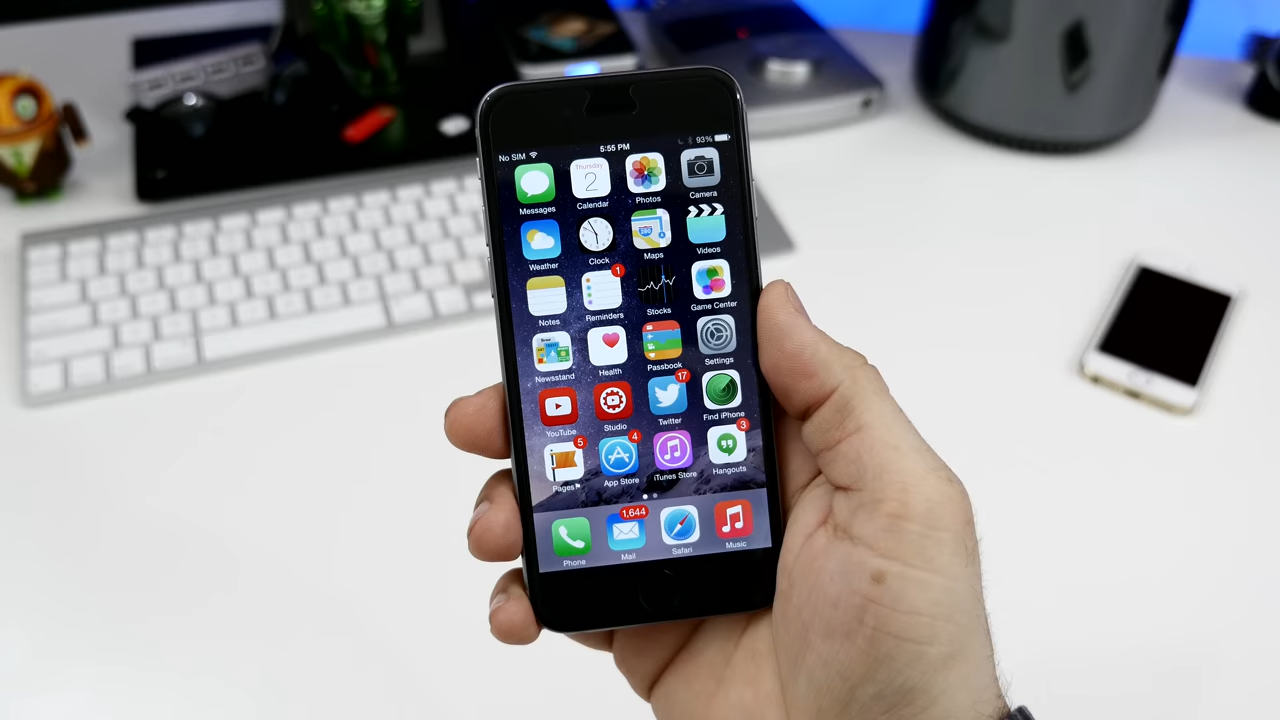 No SIM 5:55 PM 93%
Thursday
2
Messages Calendar Photos Camera
280
Weather Clock Maps Videos
1
Notes Reminders Stocks Game Center
Newsstand Health Passbook Settings
17
YouTube Studio Twitter Find iPhone
5 4 3
Pages App Store iTunes Store Hangouts
1,644
Phone Mail Safari Music